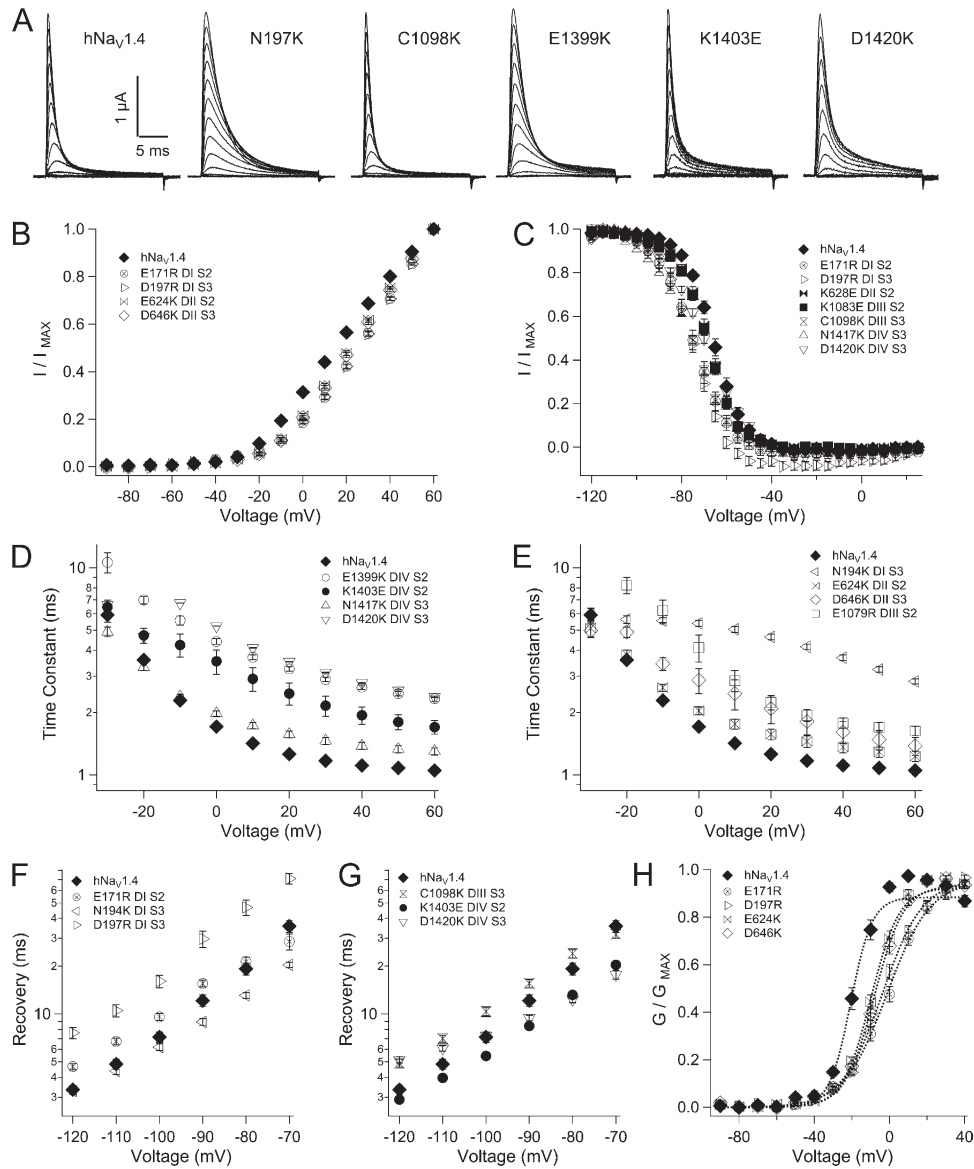 A
hNaV1.4
N197K
C1098K
E1399K
K1403E
D1420K
1 µA
5 ms
B
I / IMAX
1.0
0.8
0.6
0.4
0.2
0.0
hNaV1.4
E171R DI S2
D197R DI S3
E624K DII S2
D646K DII S3
-80 -60 -40 -20 0 20 40 60
Voltage (mV)
C
I / IMAX
1.0
0.8
0.6
0.4
0.2
0.0
hNaV1.4
E171R DI S2
D197R DI S3
K628E DII S2
K1083E DIII S2
C1098K DIII S3
N1417K DIV S3
D1420K DIV S3
-120 -80 -40 0
Voltage (mV)
D
Time Constant (ms)
10
7
6
5
4
3
2
1
hNaV1.4
E1399K DIV S2
K1403E DIV S2
N1417K DIV S3
D1420K DIV S3
-20 0 20 40 60
Voltage (mV)
E
Time Constant (ms)
10
7
6
5
4
3
2
1
hNaV1.4
N194K DI S3
E624K DII S2
D646K DII S3
E1079R DIII S2
-20 0 20 40 60
Voltage (mV)
F
Recovery (ms)
6
5
4
3
2
10
6
5
4
3
hNaV1.4
E171R DI S2
N194K DI S3
D197R DI S3
-120 -110 -100 -90 -80 -70
Voltage (mV)
G
Recovery (ms)
6
5
4
3
2
10
6
5
4
3
hNaV1.4
C1098K DIII S3
K1403E DIV S2
D1420K DIV S3
-120 -110 -100 -90 -80 -70
Voltage (mV)
H
G / GMAX
1.0
0.8
0.6
0.4
0.2
0.0
hNaV1.4
E171R
D197R
E624K
D646K
-80 -40 0 40
Voltage (mV)